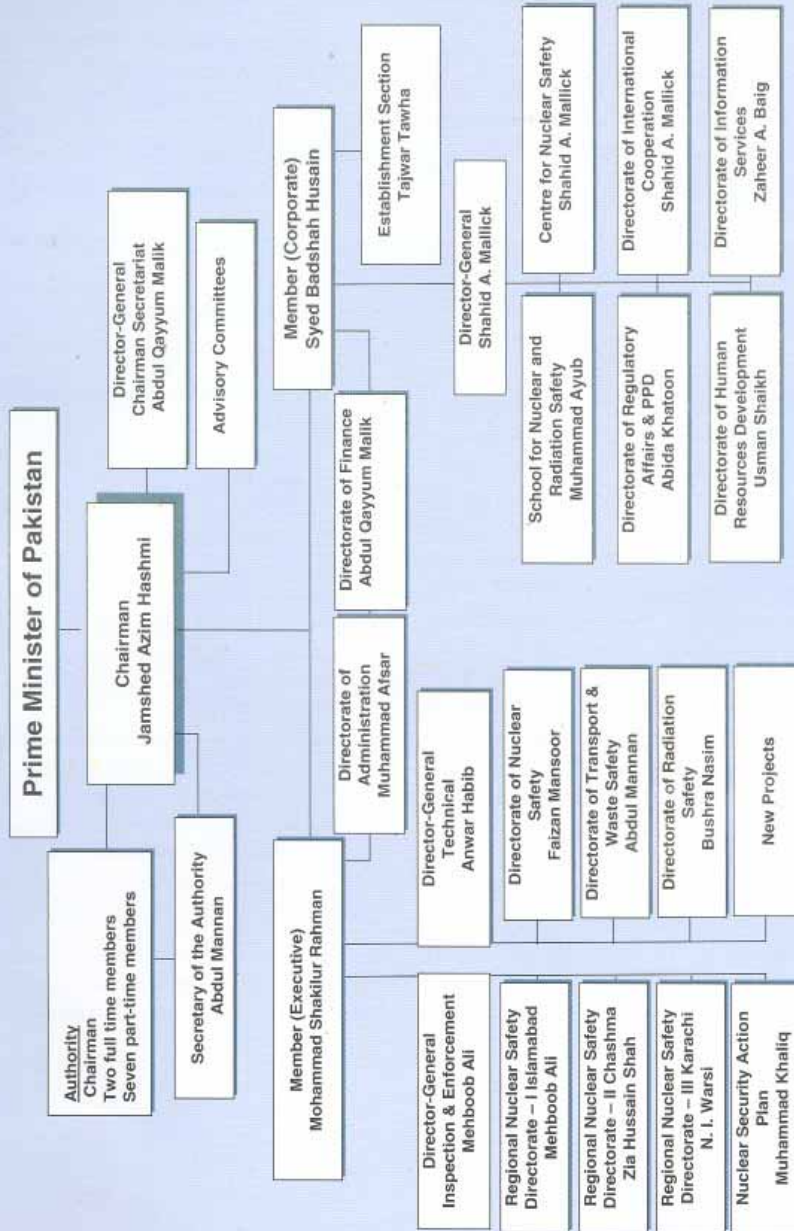 Prime Minister of Pakistan
Authority
Chairman
Two full time members
Seven part-time members
Chairman
Jamshed Azim Hashmi
Director-General
Chairman Secretariat
Abdul Qayyum Malik
Secretary of the Authority
Abdul Mannan
Advisory Committees
Member (Executive)
Mohammad Shakilur Rahman
Member (Corporate)
Syed Badshah Husain
Directorate of
Administration
Muhammad Afsar
Directorate of Finance
Abdul Qayyum Malik
Establishment Section
Tajwar Tawha
Director-General
Inspection & Enforcement
Mehboob Ali
Regional Nuclear Safety
Directorate – I Islamabad
Mehboob Ali
Regional Nuclear Safety
Directorate – II Chashma
Zia Hussain Shah
Regional Nuclear Safety
Directorate – III Karachi
N. I. Warsi
Nuclear Security Action
Plan
Muhammad Khaliq
Director-General
Technical
Anwar Habib
Directorate of Nuclear
Safety
Faizan Mansoor
Directorate of Transport &
Waste Safety
Abdul Mannan
Directorate of Radiation
Safety
Bushra Nasim
New Projects
Director-General
Shahid A. Mallick
School for Nuclear and
Radiation Safety
Muhammad Ayub
Centre for Nuclear Safety
Shahid A. Mallick
Directorate of Regulatory
Affairs & PPD
Abida Khatoon
Directorate of International
Cooperation
Shahid A. Mallick
Directorate of Human
Resources Development
Usman Shaikh
Directorate of Information
Services
Zaheer A. Baig